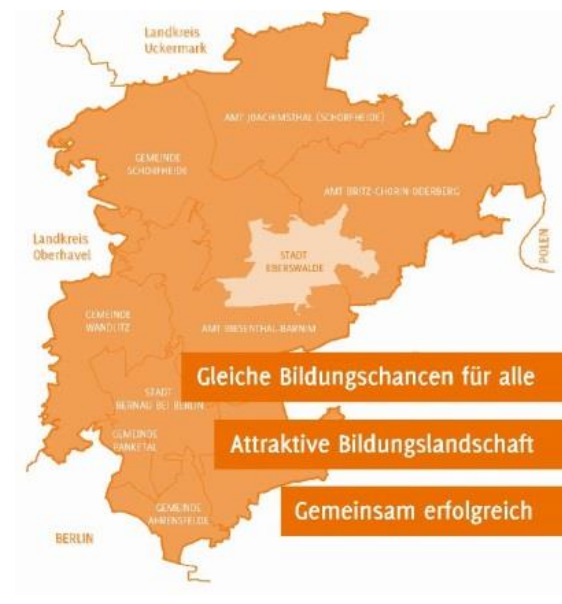 Landkreis
Uckermark
AMT JOACHIMSTHAL (SCHORFHEIDE)
GEMEINDE
SCHORFHEIDE
AMT BRITZ-CHORIN-ODERBERG
Landkreis
Oberhavel
STADT
EBERSWALDE
POLEN
GEMEINDE
WANDLITZ
AMT BIESENTHAL-BARNIM
Gleiche Bildungschancen für alle
STADT
BERNAU BEI BERLIN
Attraktive Bildungslandschaft
GEMEINDE
PANKETAL
Gemeinsam erfolgreich
GEMEINDE
AHRENSFELDE
BERLIN